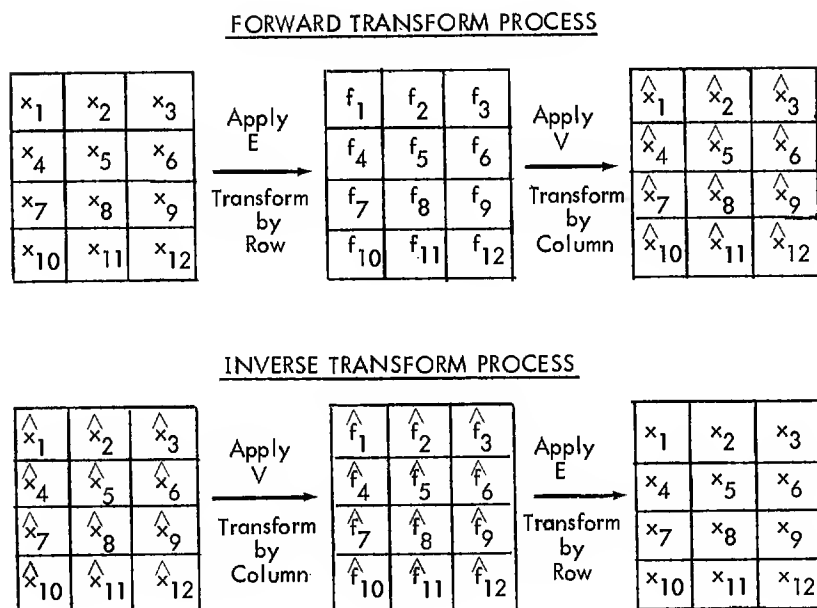 FORWARD TRANSFORM PROCESS
x1 x2 x3
x4 x5 x6
x7 x8 x9
x10 x11 x12
Apply
E
Transform
by
Row
f1 f2 f3
f4 f5 f6
f7 f8 f9
f10 f11 f12
Apply
V
Transform
by
Column
x̂1 x̂2 x̂3
x̂4 x̂5 x̂6
x̂7 x̂8 x̂9
x̂10 x̂11 x̂12
INVERSE TRANSFORM PROCESS
x̂1 x̂2 x̂3
x̂4 x̂5 x̂6
x̂7 x̂8 x̂9
x̂10 x̂11 x̂12
Apply
V
Transform
by
Column
f̂1 f̂2 f̂3
f̂4 f̂5 f̂6
f̂7 f̂8 f̂9
f̂10 f̂11 f̂12
Apply
E
Transform
by
Row
x1 x2 x3
x4 x5 x6
x7 x8 x9
x10 x11 x12